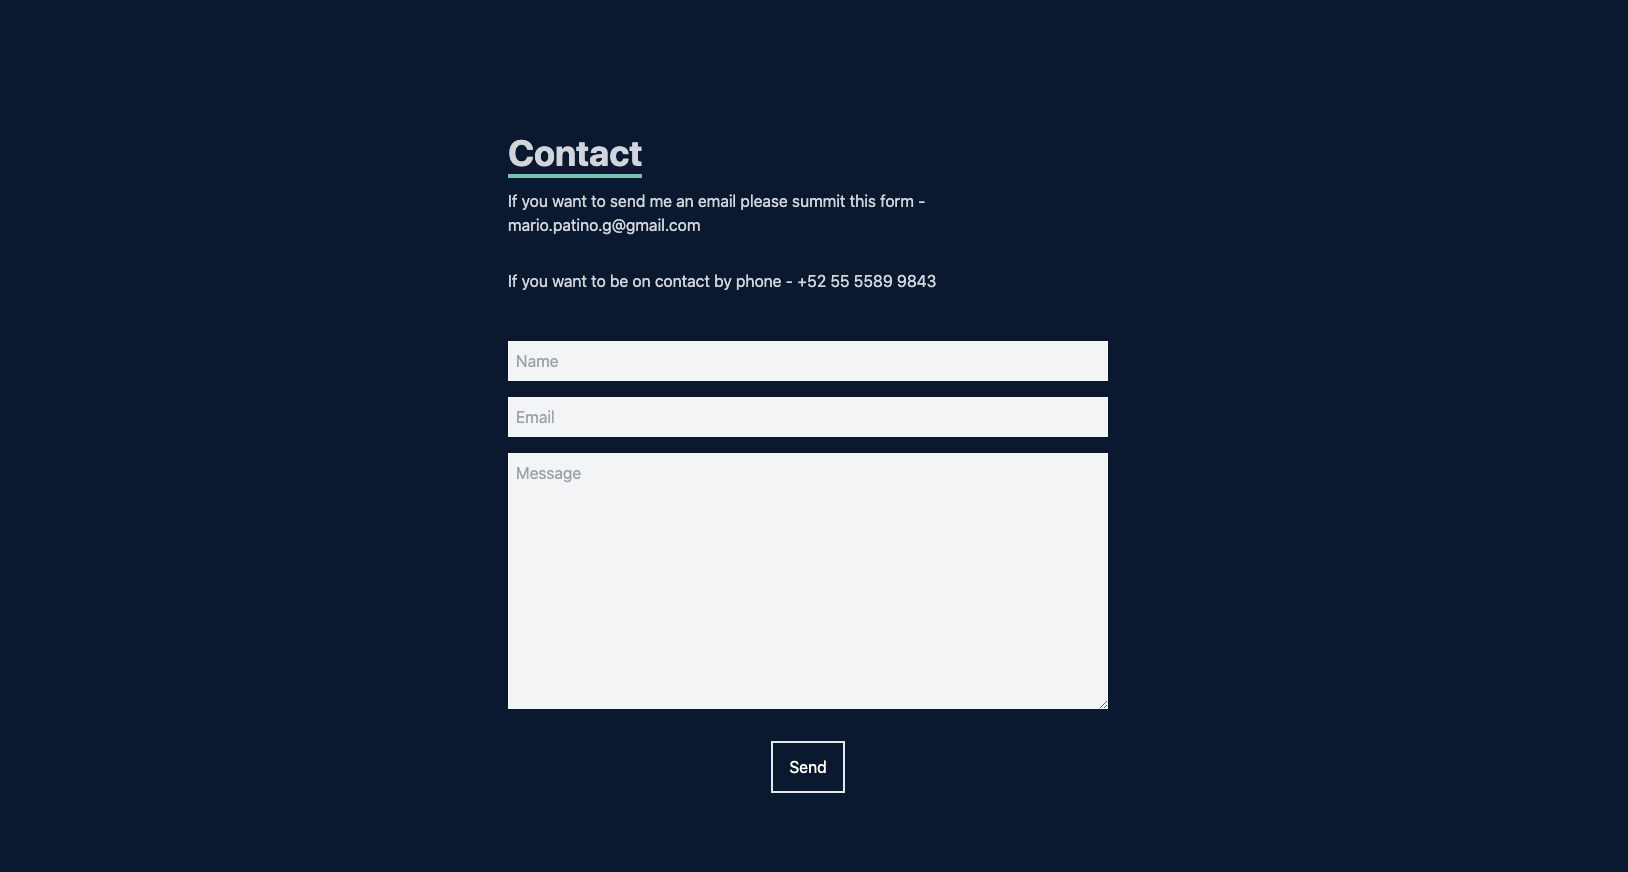 Contact
If you want to send me an email please summit this form -
mario.patino.g@gmail.com
If you want to be on contact by phone - +52 55 5589 9843
Name
Email
Message
Send